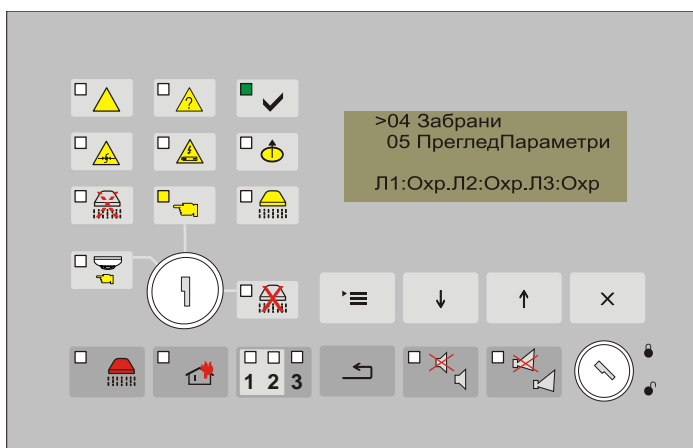 ?
>04 Забрани
05 ПрегледПараметри
Л1:Охр.Л2:Охр.Л3:Охр
1 2 3